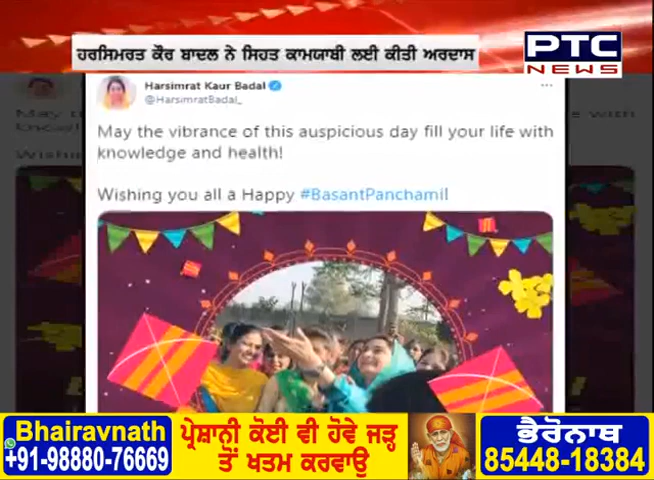 ਹਰਸਿਮਰਤ ਕੌਰ ਬਾਦਲ ਨੇ ਸਿਹਤ ਕਾਮਯਾਬੀ ਲਈ ਕੀਤੀ ਅਰਦਾਸ
PTC
NEWS
Harsimrat Kaur Badal
@HarsimratBadal_
May the vibrance of this auspicious day fill your life with
knowledge and health!
Wishing you all a Happy #BasantPanchamiI
Bhairavnath
+91-98880-76669
ਪ੍ਰੇਸ਼ਾਨੀ ਕੋਈ ਵੀ ਹੋਵੇ ਜੜ੍ਹ
ਤੋਂ ਖਤਮ ਕਰਵਾਉ
ਭੈਰੋਨਾਥ
85448-18384